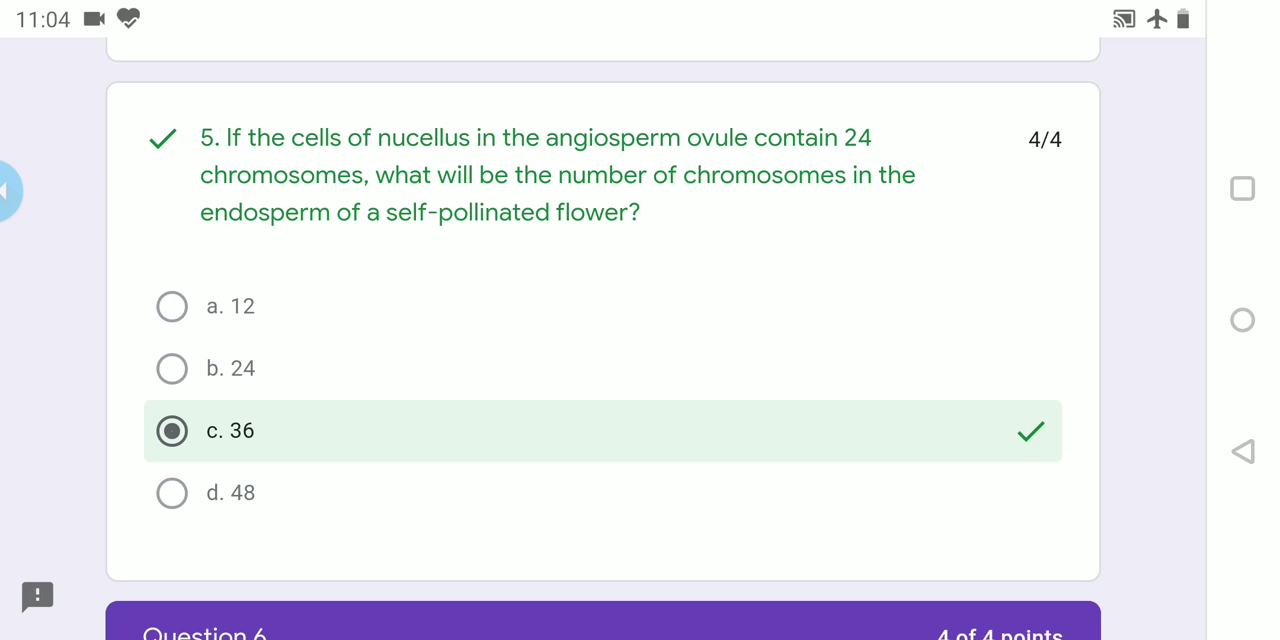 11:04
5. If the cells of nucellus in the angiosperm ovule contain 24 4/4
chromosomes, what will be the number of chromosomes in the
endosperm of a self-pollinated flower?
a. 12
b. 24
c. 36
d. 48
Question 6 4 of 4 points